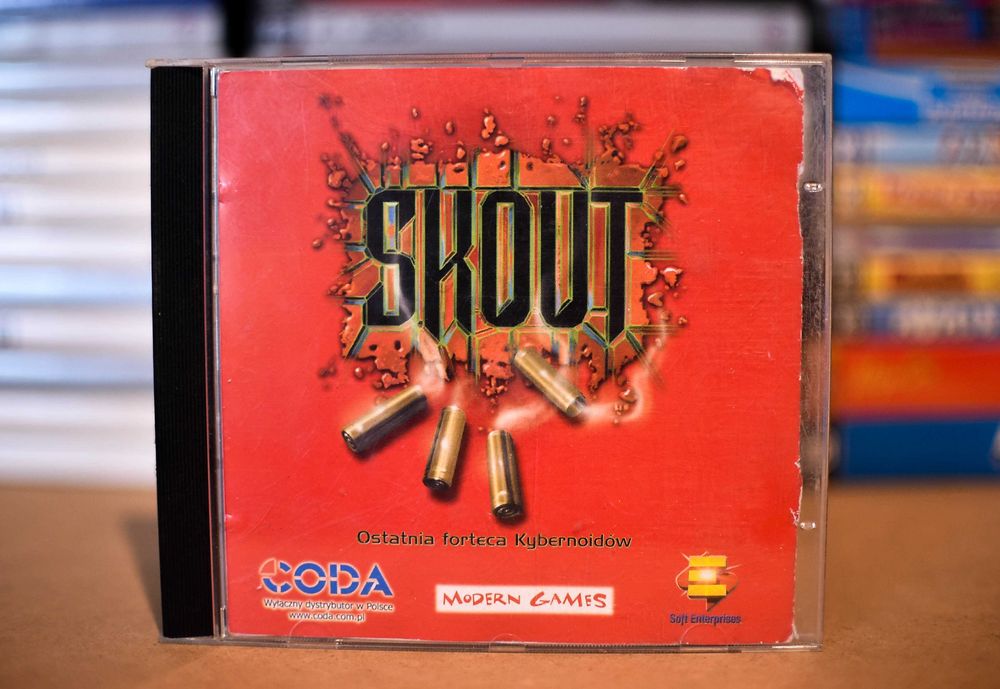 SKOUT
Ostatnia forteca Kybernoidów
CODA
Wyłączny dystrybutor w Polsce
www.coda.com.pl
MODERN GAMES
Soft Enterprises